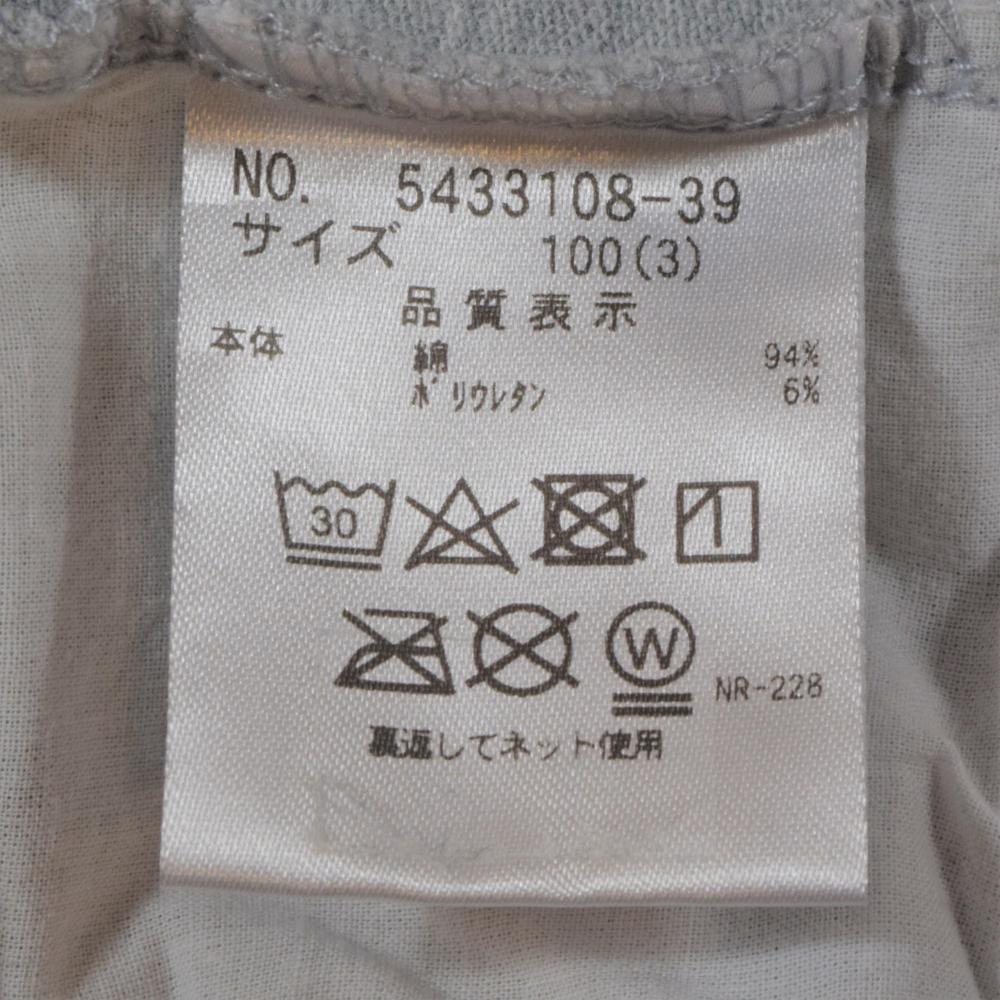 NO. 5433108-39
サイズ 100(3)
品質表示
本体 綿 94%
ポリウレタン 6%
30
W NR-228
裏返してネット使用